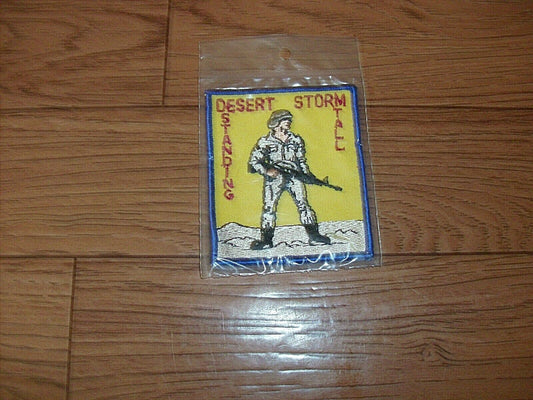 DESERT STORM
STANDING
TALL